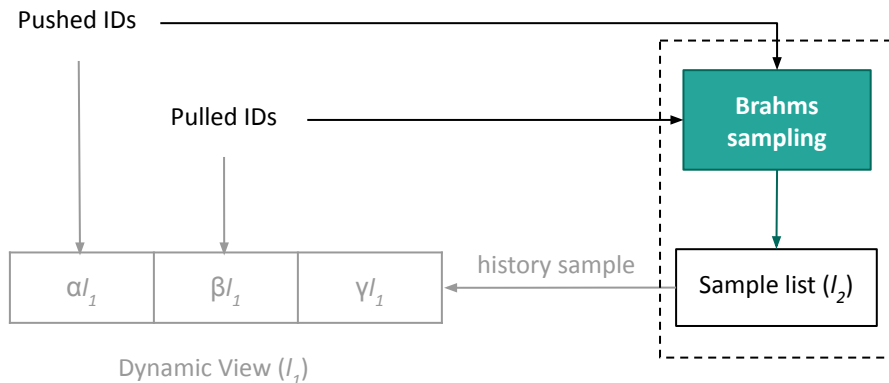 Pushed IDs
Pulled IDs
Brahms
sampling
history sample
αl₁
βl₁
γl₁
Sample list (l₂)
Dynamic View (l₁)